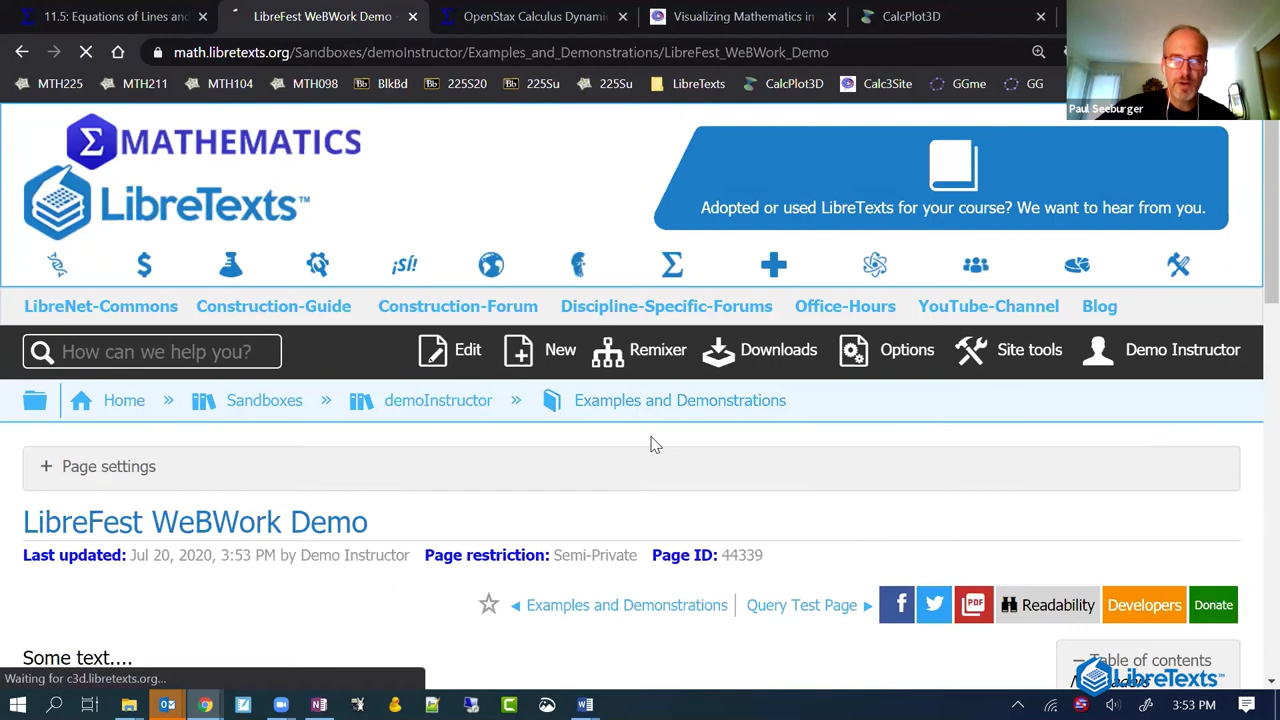 11.5: Equations of Lines and
LibreFest WeBWork Demo -
OpenStax Calculus Dynamic
Visualizing Mathematics in
CalcPlot3D
math.libretexts.org/Sandboxes/demoInstructor/Examples_and_Demonstrations/LibreFest_WeBWork_Demo
MTH225 MTH211 MTH104 MTH098 BlkBd 225S2 225Su 225Su LibreTexts CalcPlot3D Calc3Site GGme GG
Paul Seeburger
MATHEMATICS
LibreTexts™
Adopted or used LibreTexts for your course? We want to hear from you.
¡SÍ!
LibreNet-Commons Construction-Guide Construction-Forum Discipline-Specific-Forums Office-Hours YouTube-Channel Blog
How can we help you? Edit New Remixer Downloads Options Site tools Demo Instructor
Home » Sandboxes » demoInstructor » Examples and Demonstrations
+ Page settings
LibreFest WeBWork Demo
Last updated: Jul 20, 2020, 3:53 PM by Demo Instructor Page restriction: Semi-Private Page ID: 44339
◄ Examples and Demonstrations | Query Test Page ► PDF Readability Developers Donate
Some text....
Table of contents
LibreTexts™
Waiting for c3d.libretexts.org...
3:53 PM